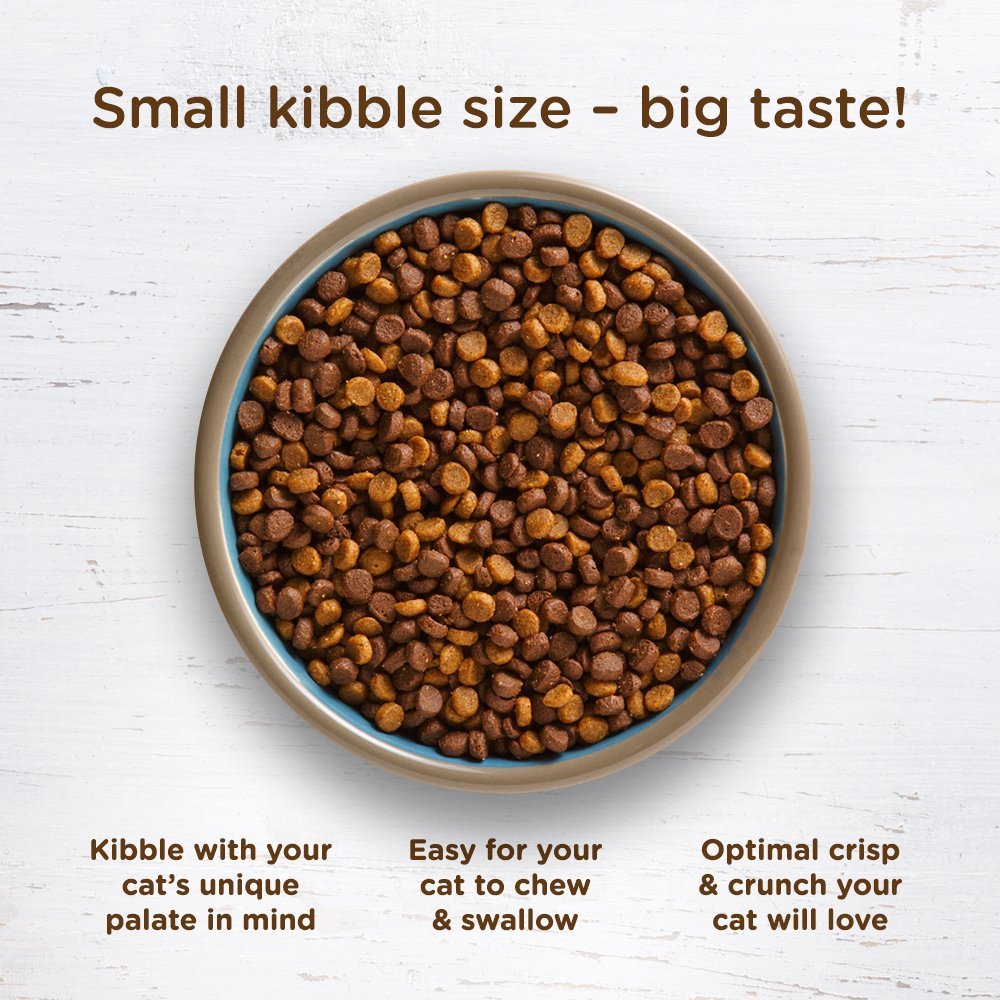 Small kibble size – big taste!
Kibble with your
cat’s unique
palate in mind
Easy for your
cat to chew
& swallow
Optimal crisp
& crunch your
cat will love